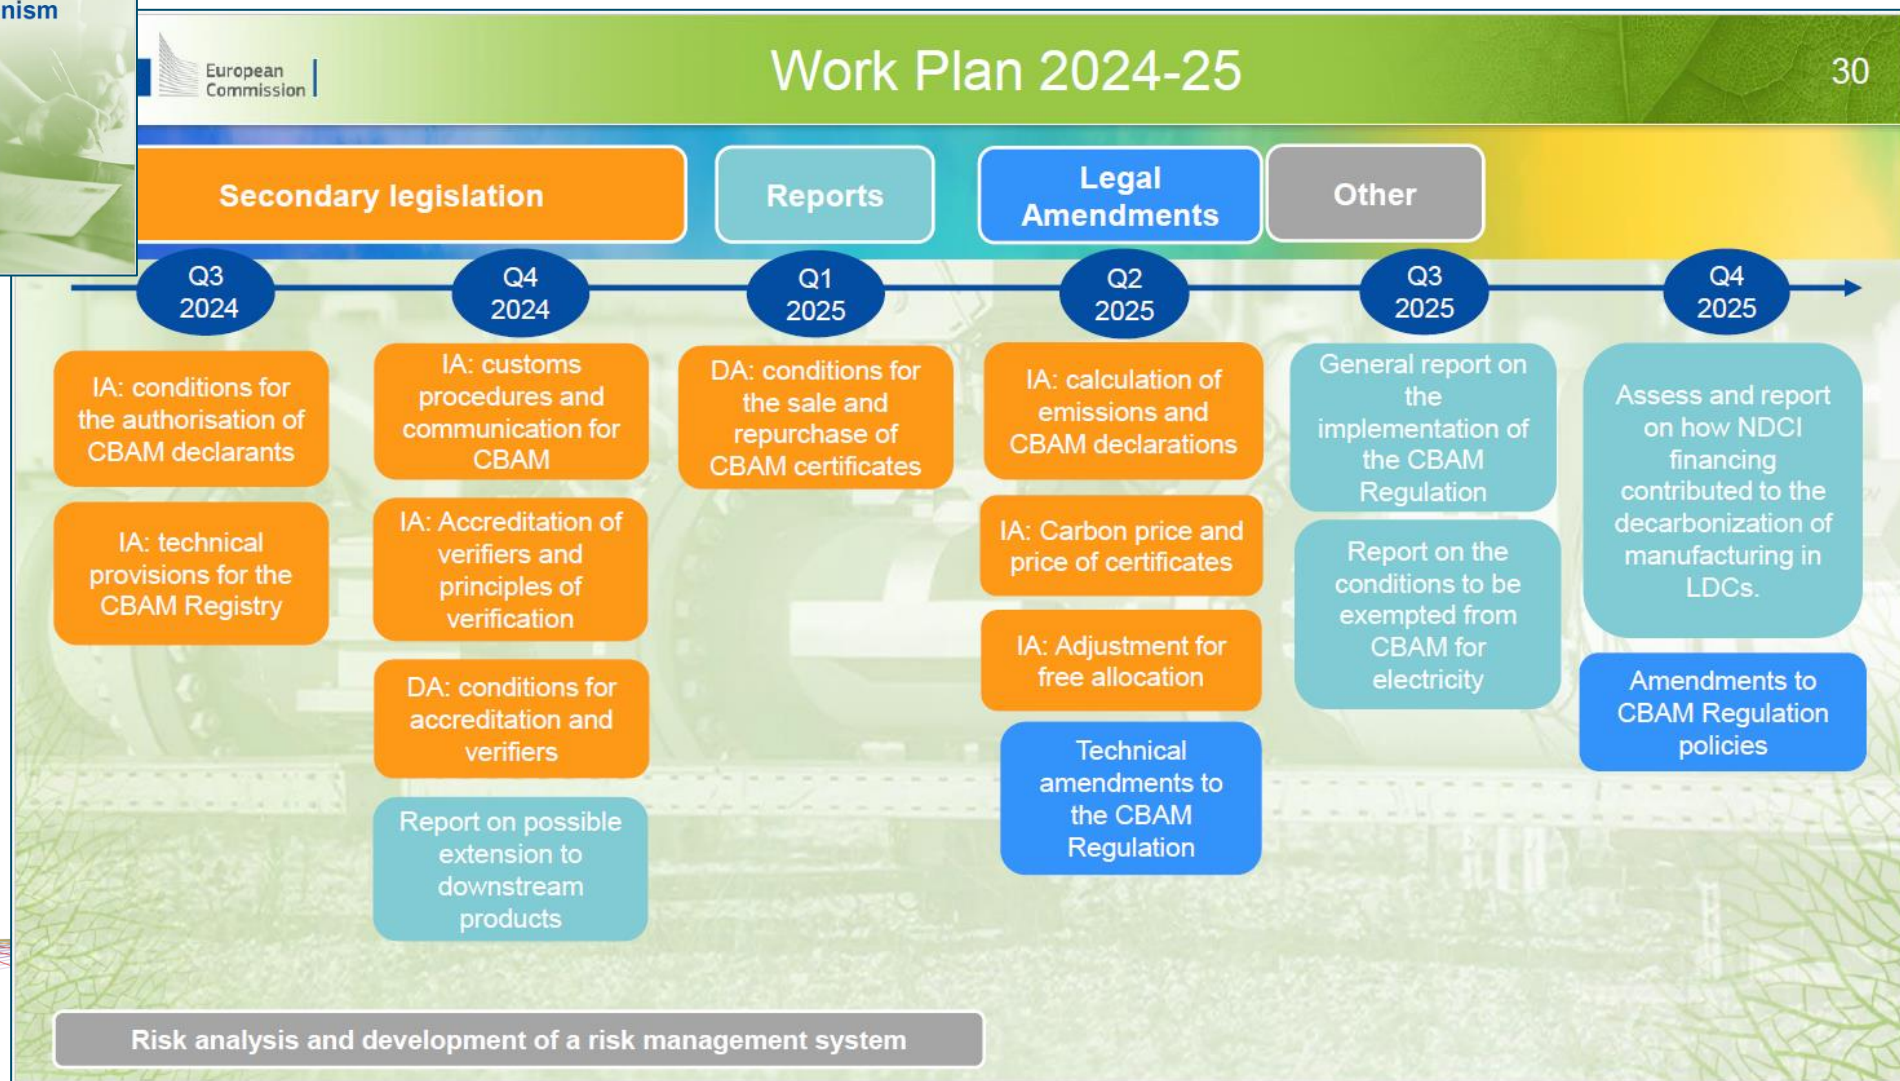 nism
European
Commission
Work Plan 2024-25
30
Secondary legislation
Reports
Legal
Amendments
Other
Q3
2024
Q4
2024
Q1
2025
Q2
2025
Q3
2025
Q4
2025
IA: conditions for
the authorisation of
CBAM declarants
IA: technical
provisions for the
CBAM Registry
IA: customs
procedures and
communication for
CBAM
IA: Accreditation of
verifiers and
principles of
verification
DA: conditions for
accreditation and
verifiers
Report on possible
extension to
downstream
products
DA: conditions for
the sale and
repurchase of
CBAM certificates
IA: calculation of
emissions and
CBAM declarations
IA: Carbon price and
price of certificates
IA: Adjustment for
free allocation
Technical
amendments to
the CBAM
Regulation
General report on
the
implementation of
the CBAM
Regulation
Report on the
conditions to be
exempted from
CBAM for
electricity
Assess and report
on how NDCI
financing
contributed to the
decarbonization of
manufacturing in
LDCs.
Amendments to
CBAM Regulation
policies
Risk analysis and development of a risk management system